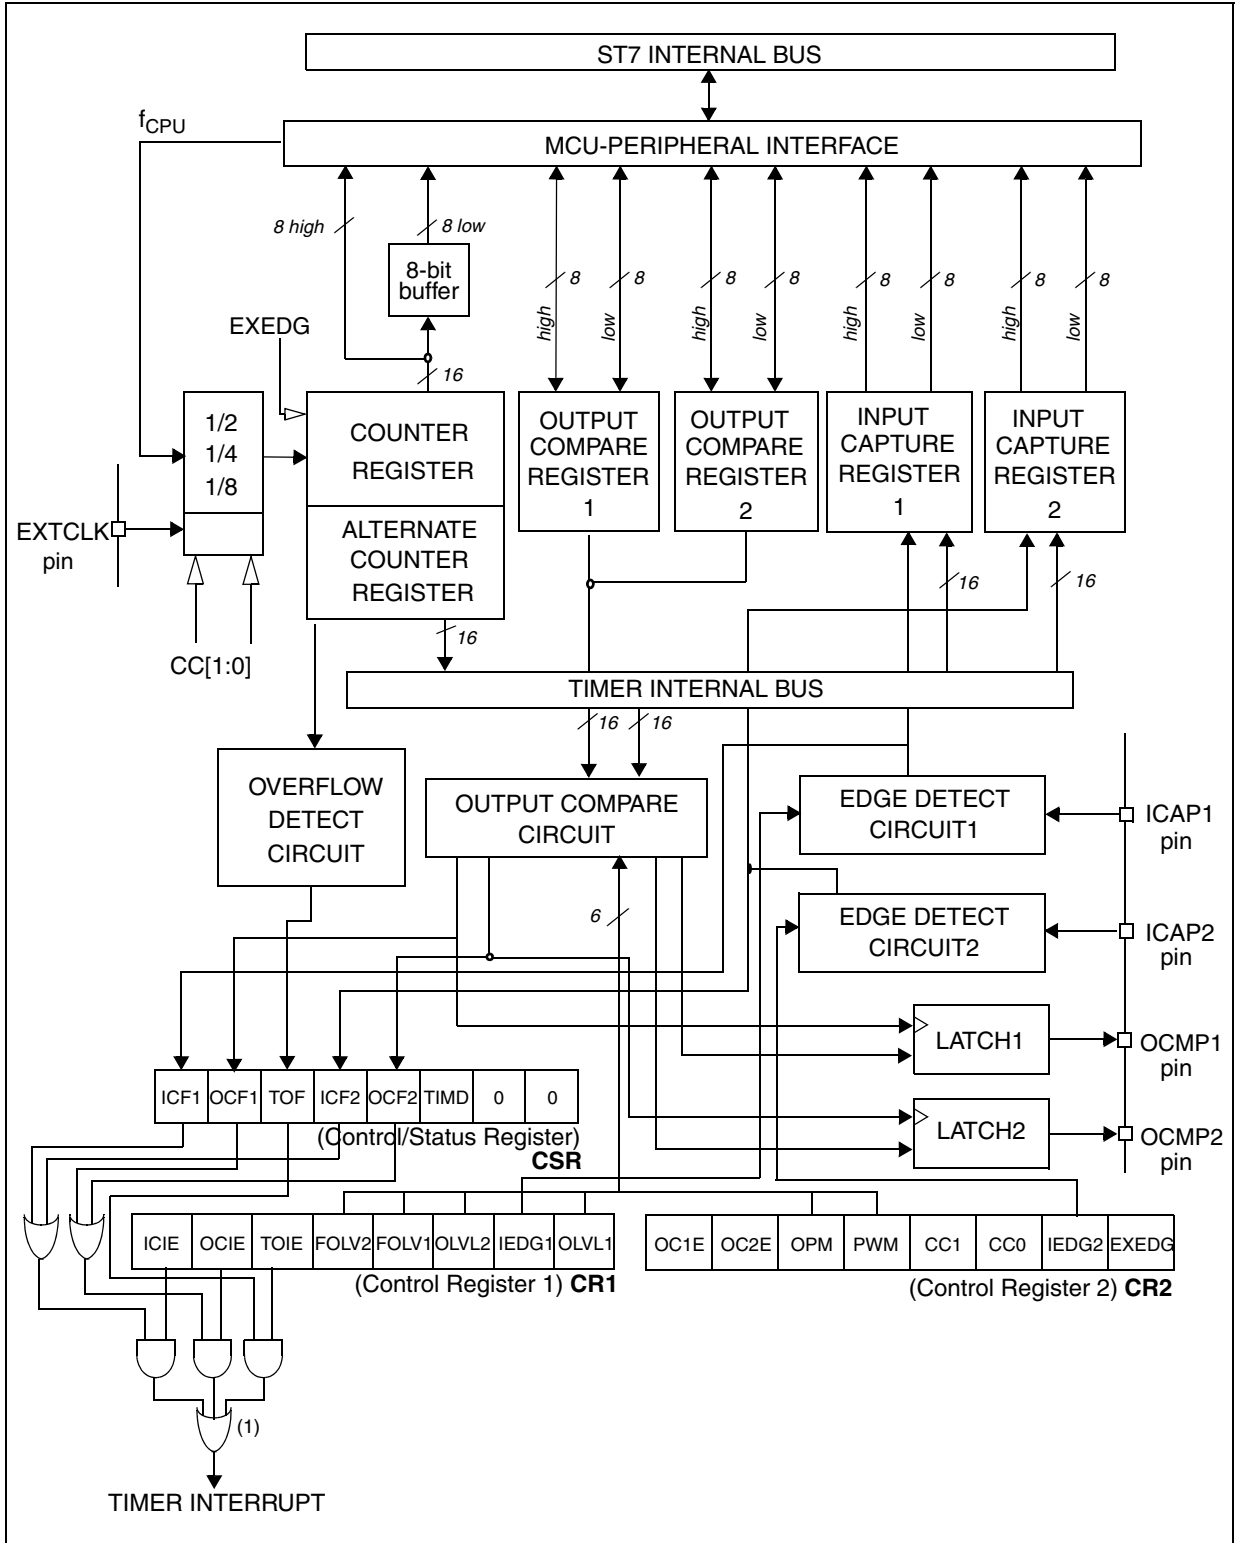 ST7 INTERNAL BUS
fCPU
MCU-PERIPHERAL INTERFACE
8 high
8 low
8-bit
buffer
8
8
8
8
8
8
8
8
high
low
high
low
high
low
high
low
EXEDG
16
1/2
1/4
1/8
COUNTER
REGISTER
ALTERNATE
COUNTER
REGISTER
OUTPUT
COMPARE
REGISTER
1
OUTPUT
COMPARE
REGISTER
2
INPUT
CAPTURE
REGISTER
1
INPUT
CAPTURE
REGISTER
2
EXTCLK
pin
16
16
16
CC[1:0]
TIMER INTERNAL BUS
16
16
OVERFLOW
DETECT
CIRCUIT
OUTPUT COMPARE
CIRCUIT
EDGE DETECT
CIRCUIT1
ICAP1
pin
6
EDGE DETECT
CIRCUIT2
ICAP2
pin
LATCH1
OCMP1
pin
LATCH2
OCMP2
pin
ICF1 OCF1 TOF ICF2 OCF2 TIMD 0 0
(Control/Status Register)
CSR
ICIE OCIE TOIE FOLV2 FOLV1 OLVL2 IEDG1 OLVL1
(Control Register 1) CR1
OC1E OC2E OPM PWM CC1 CC0 IEDG2 EXEDG
(Control Register 2) CR2
(1)
TIMER INTERRUPT